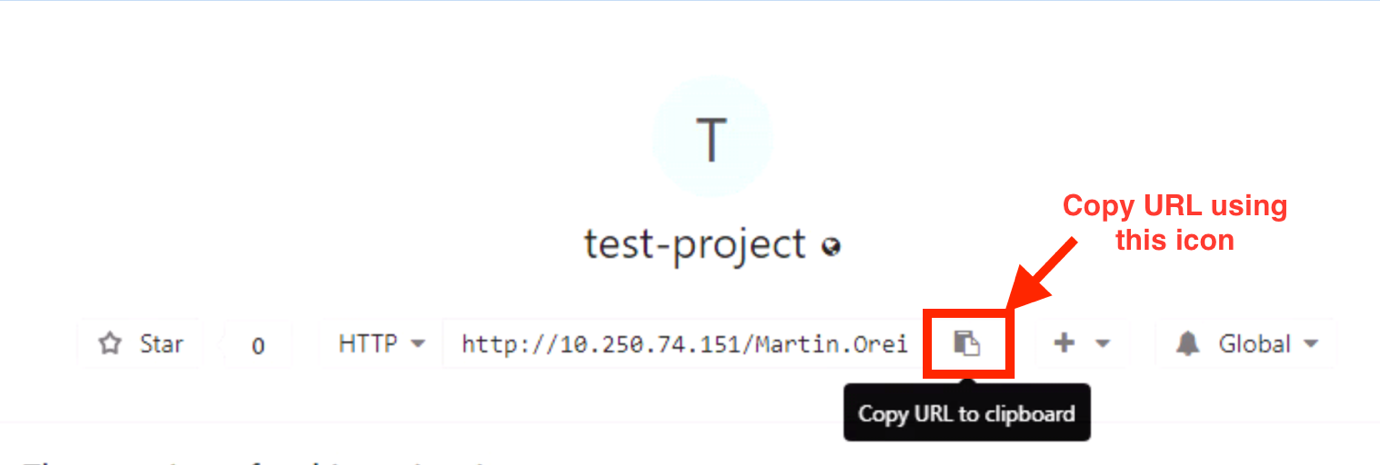 T
test-project
Copy URL using
this icon
Star
0
HTTP
http://10.250.74.151/Martin.Orei
Global
Copy URL to clipboard